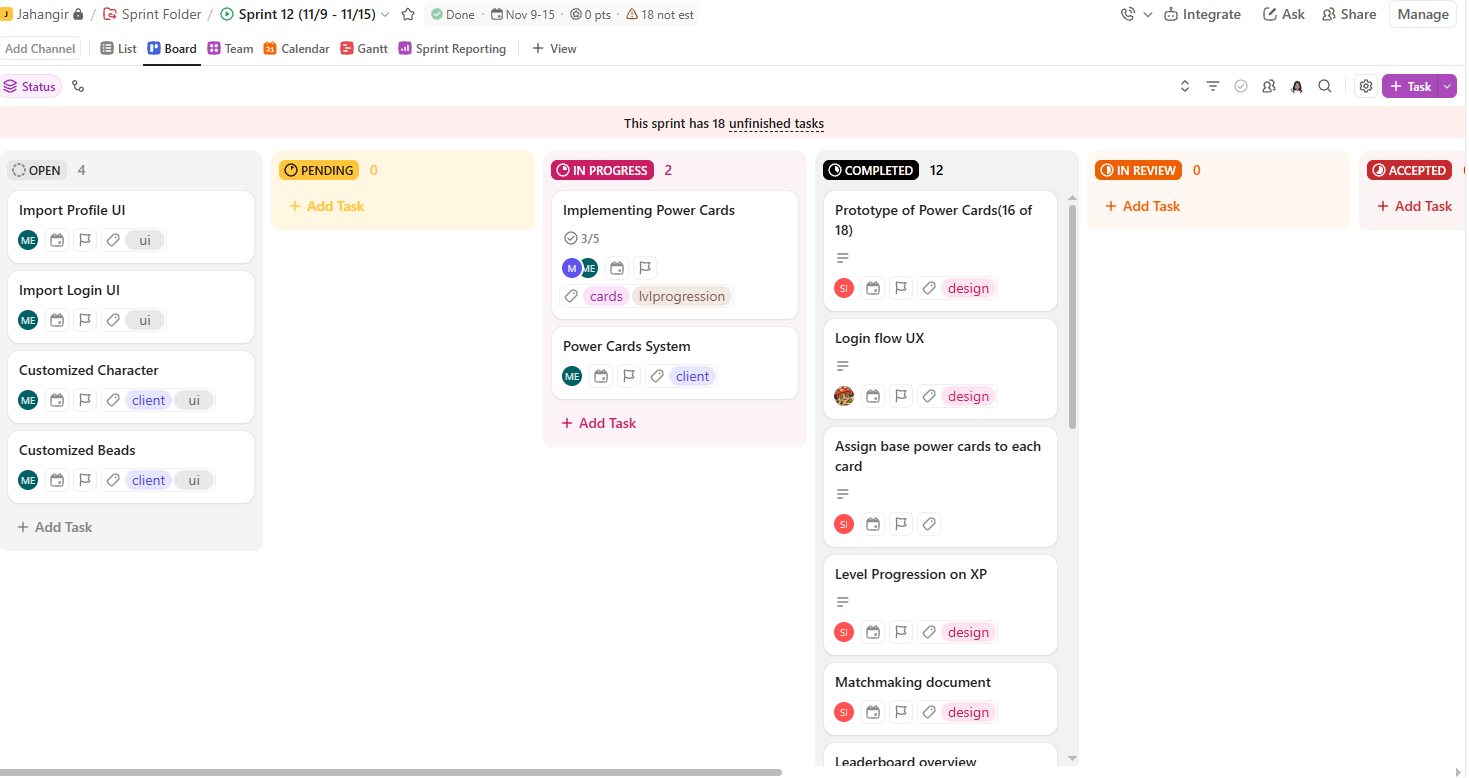 J Jahangir / Sprint Folder / Sprint 12 (11/9 - 11/15) Done · Nov 9-15 · 0 pts · 18 not est Integrate Ask Share Manage
Add Channel List Board Team 31 Calendar Gantt Sprint Reporting + View
Status + Task
This sprint has 18 unfinished tasks
OPEN 4
Import Profile UI
ME ui
Import Login UI
ME ui
Customized Character
ME client ui
Customized Beads
ME client ui
+ Add Task
PENDING 0
+ Add Task
IN PROGRESS 2
Implementing Power Cards
3/5
M ME
cards lvlprogression
Power Cards System
ME client
+ Add Task
COMPLETED 12
Prototype of Power Cards(16 of
18)
SI design
Login flow UX
design
Assign base power cards to each
card
SI
Level Progression on XP
SI design
Matchmaking document
SI design
Leaderboard overview
IN REVIEW 0
+ Add Task
ACCEPTED
+ Add Task